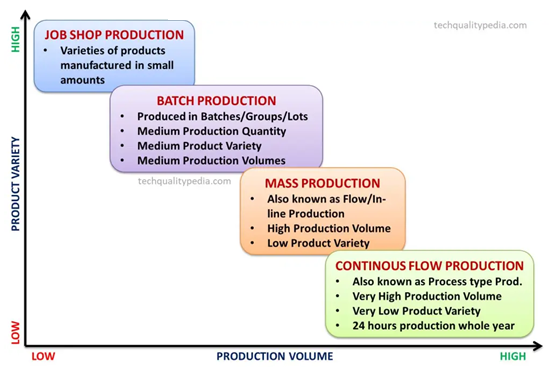 techqualitypedia.com
HIGH
JOB SHOP PRODUCTION
• Varieties of products
manufactured in small
amounts
BATCH PRODUCTION
• Produced in Batches/Groups/Lots
• Medium Production Quantity
• Medium Product Variety
• Medium Production Volumes
PRODUCT VARIETY
techqualitypedia.com
MASS PRODUCTION
• Also known as Flow/In-
line Production
• High Production Volume
• Low Product Variety
CONTINOUS FLOW PRODUCTION
• Also known as Process type Prod.
• Very High Production Volume
• Very Low Product Variety
• 24 hours production whole year
LOW
LOW
PRODUCTION VOLUME
HIGH